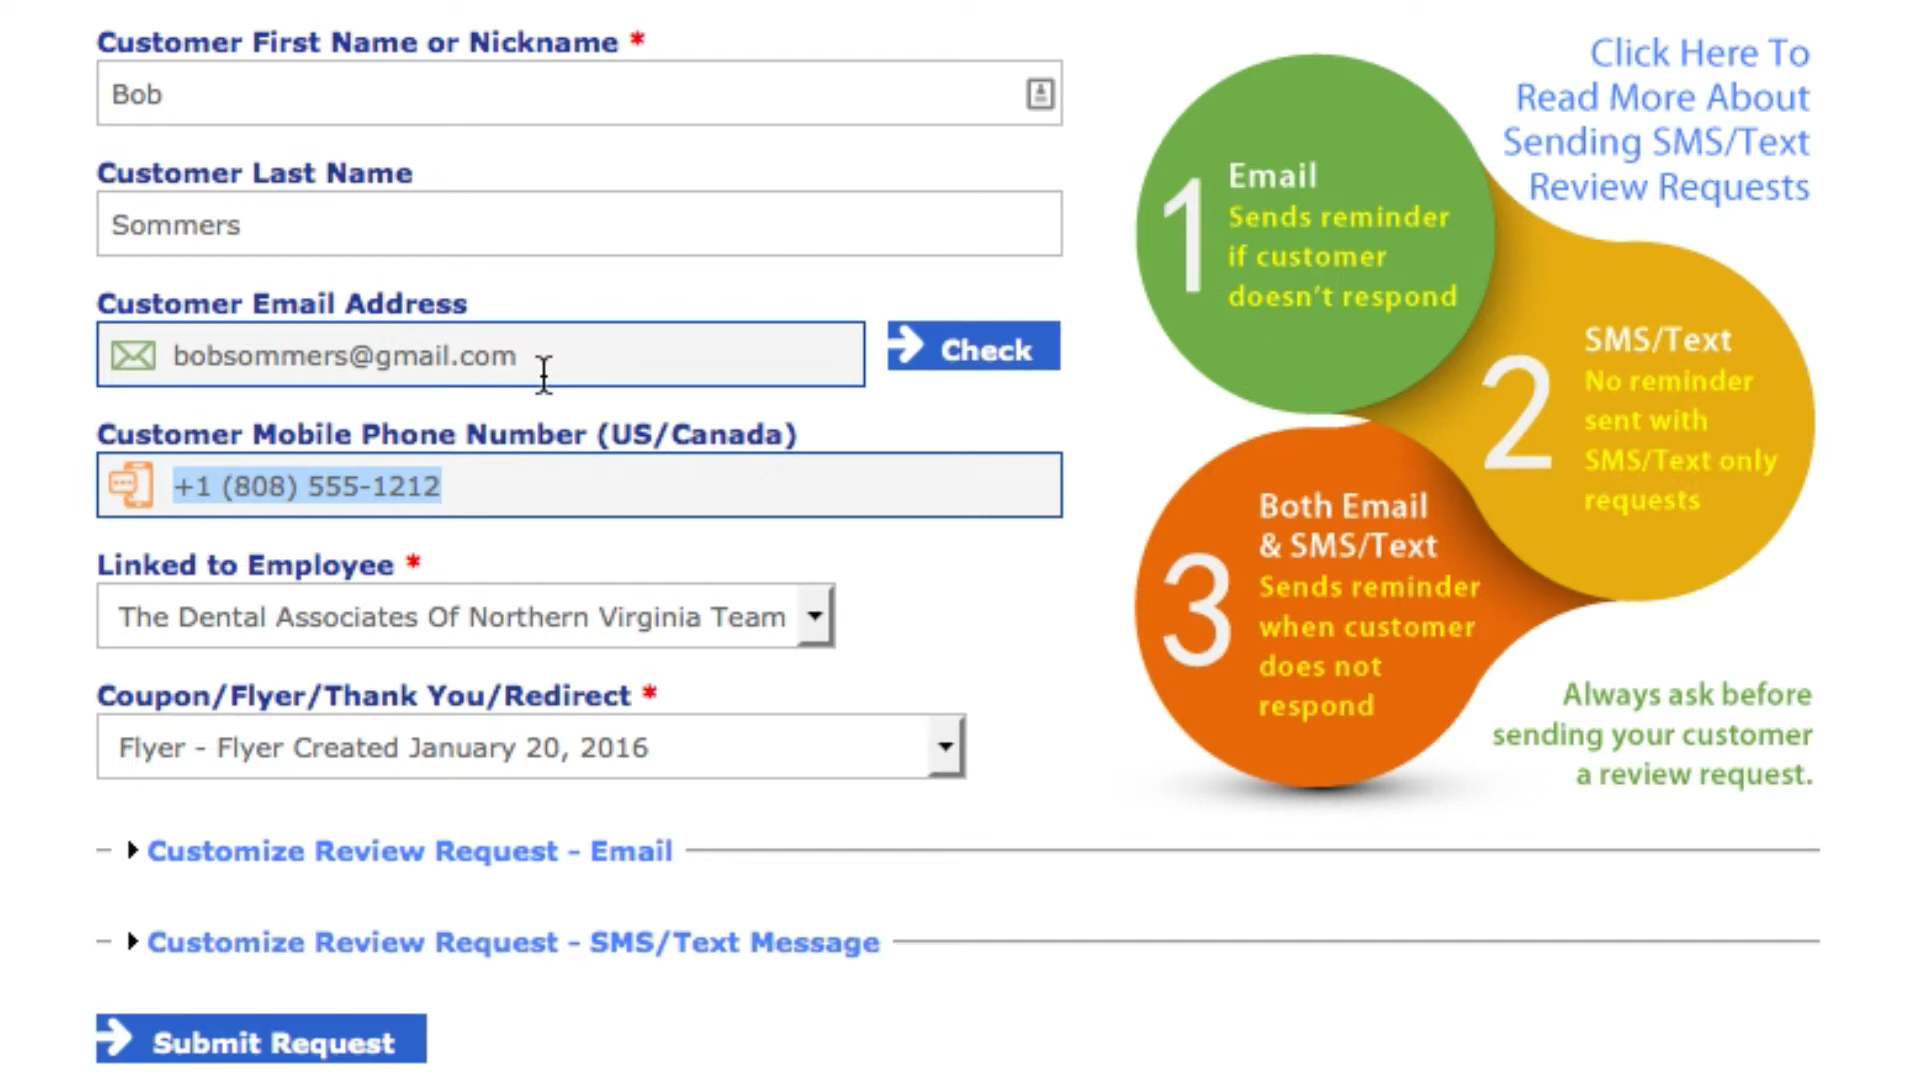 Customer First Name or Nickname *
Bob
Customer Last Name
Sommers
Customer Email Address
bobsommers@gmail.com
Check
Customer Mobile Phone Number (US/Canada)
+1 (808) 555-1212
Linked to Employee *
The Dental Associates Of Northern Virginia Team
Coupon/Flyer/Thank You/Redirect *
Flyer - Flyer Created January 20, 2016
Customize Review Request - Email
Customize Review Request - SMS/Text Message
Submit Request
Click Here To
Read More About
Sending SMS/Text
Review Requests
1
Email
Sends reminder
if customer
doesn't respond
2
SMS/Text
No reminder
sent with
SMS/Text only
requests
3
Both Email
& SMS/Text
Sends reminder
when customer
does not
respond
Always ask before
sending your customer
a review request.